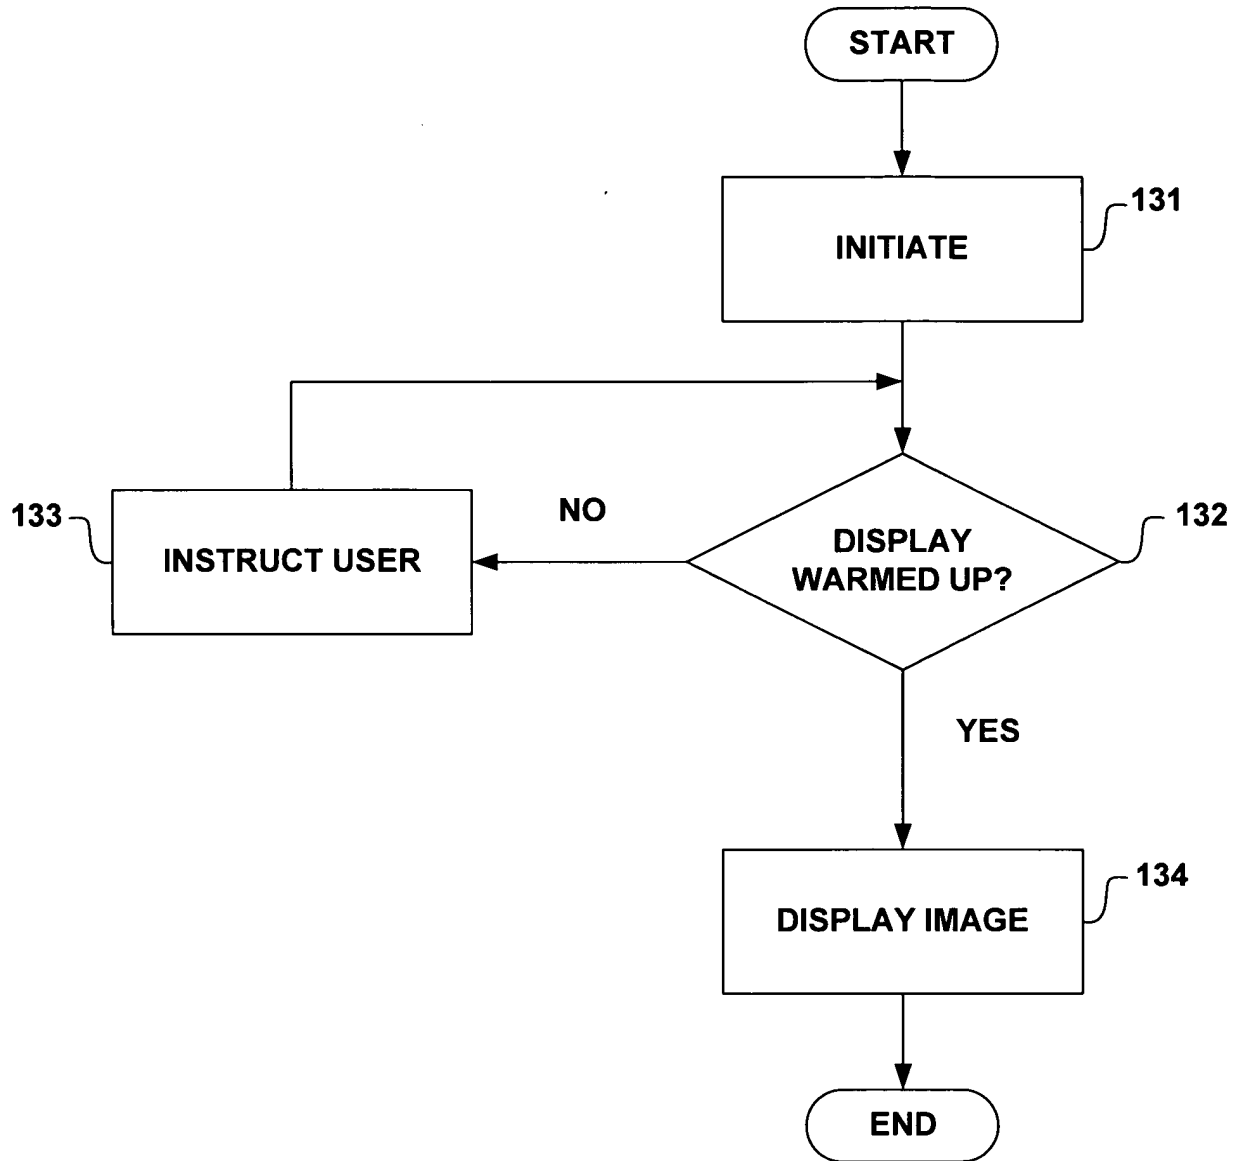 START
131
INITIATE
133
NO
132
INSTRUCT USER
DISPLAY
WARMED UP?
YES
134
DISPLAY IMAGE
END